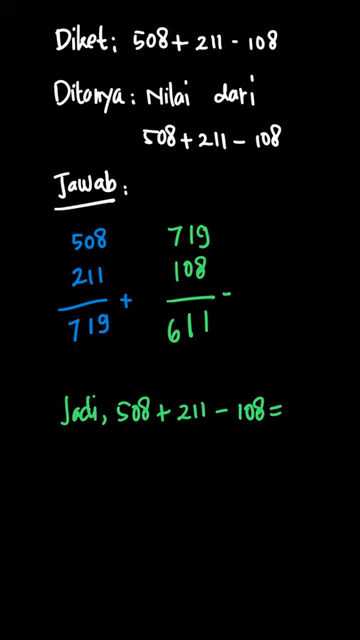 Diket: 508 + 211 - 108
Ditanya: Nilai dari
508 + 211 - 108
Jawab:
508
211
+
719
719
108
-
611
Jadi, 508 + 211 - 108 =